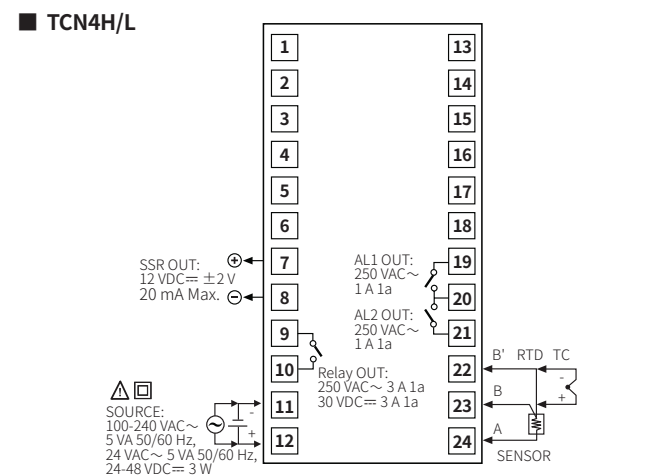 ■ TCN4H/L
1
2
3
4
5
6
7
8
9
10
11
12
13
14
15
16
17
18
19
20
21
22
23
24
SSR OUT:
12 VDC⎓ ±2 V
20 mA Max.
+
−
AL1 OUT:
250 VAC～
1 A 1a
AL2 OUT:
250 VAC～
1 A 1a
Relay OUT:
250 VAC～ 3 A 1a
30 VDC⎓ 3 A 1a
SOURCE:
100-240 VAC～
5 VA 50/60 Hz,
24 VAC～ 5 VA 50/60 Hz,
24-48 VDC⎓ 3 W
-
+
B' RTD TC
-
B
+
A
SENSOR